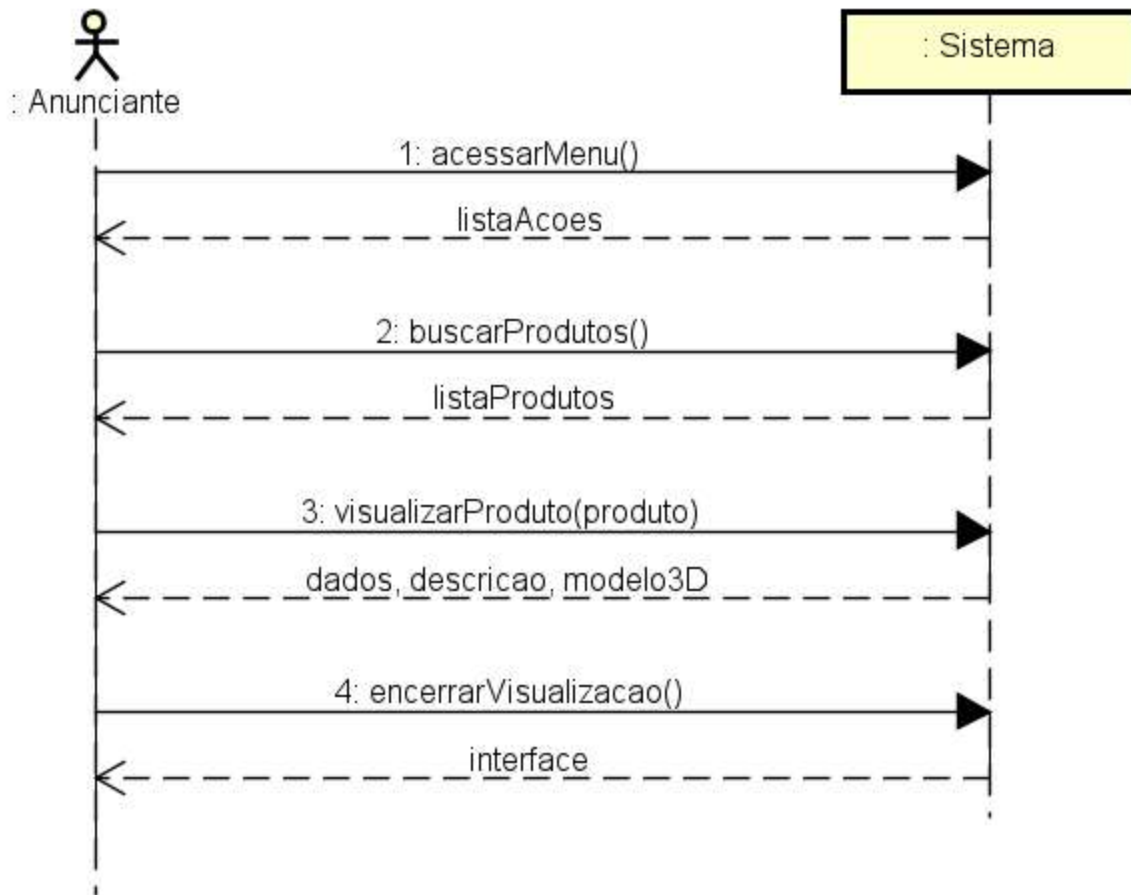 : Anunciante
: Sistema
1: acessarMenu()
listaAcoes
2: buscarProdutos()
listaProdutos
3: visualizarProduto(produto)
dados, descricao, modelo3D
4: encerrarVisualizacao()
interface